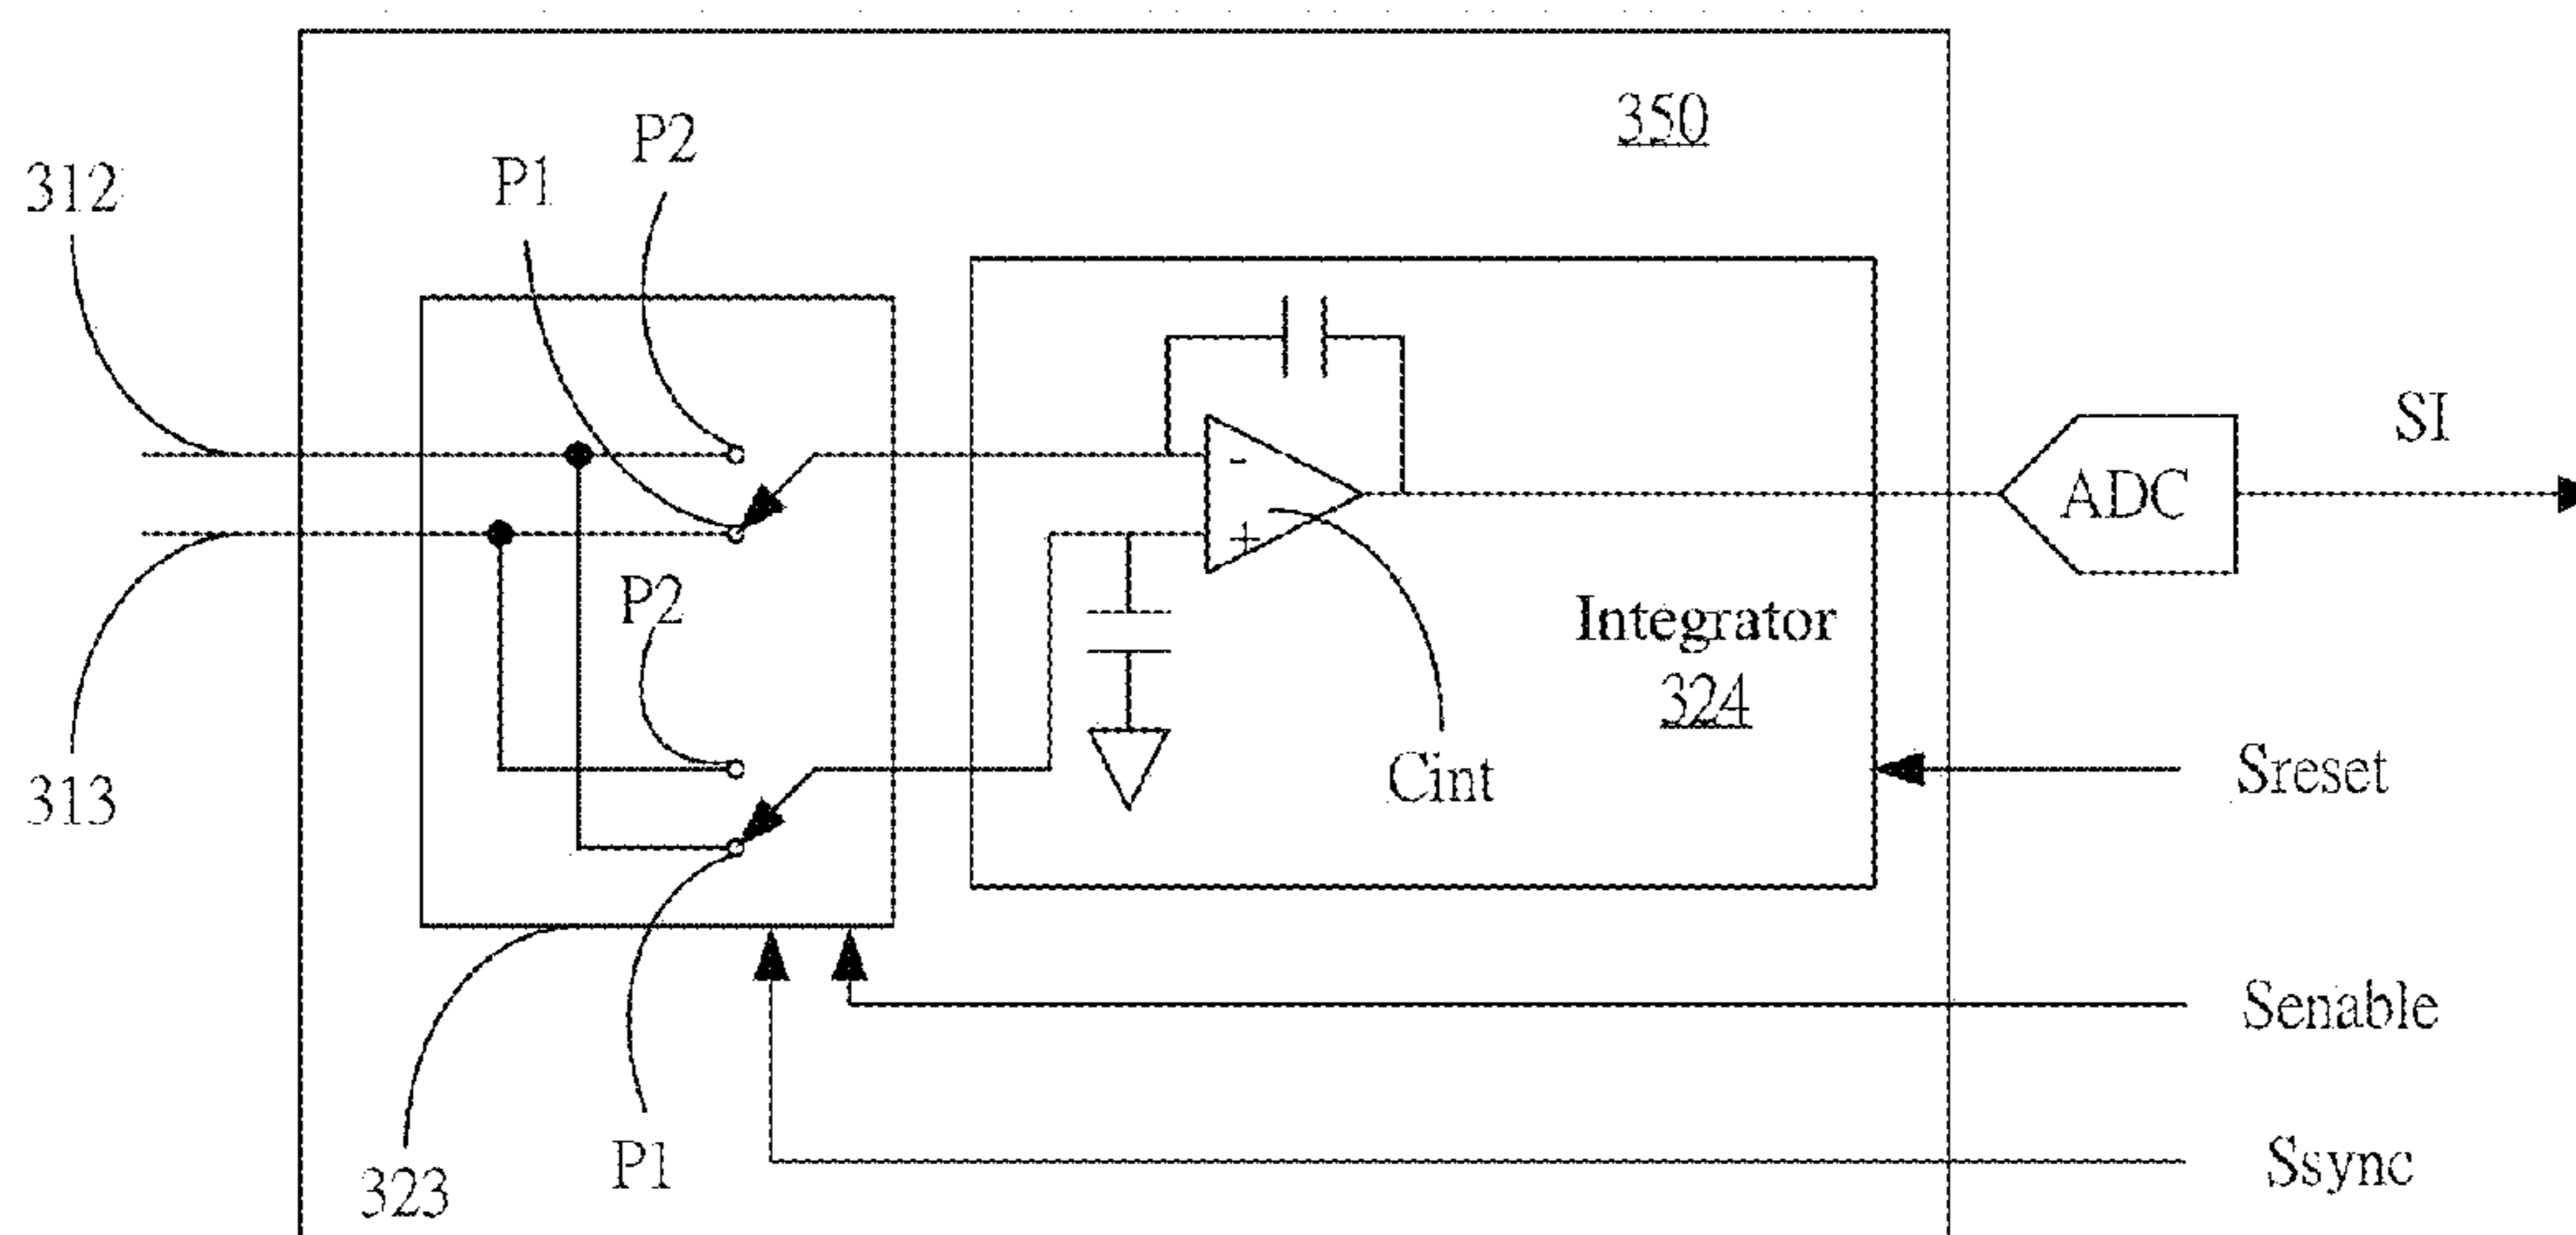 350
P2
P1
312
SI
-
ADC
+
P2
Integrator
324
Cint
Sreset
313
Senable
P1
Ssync
323